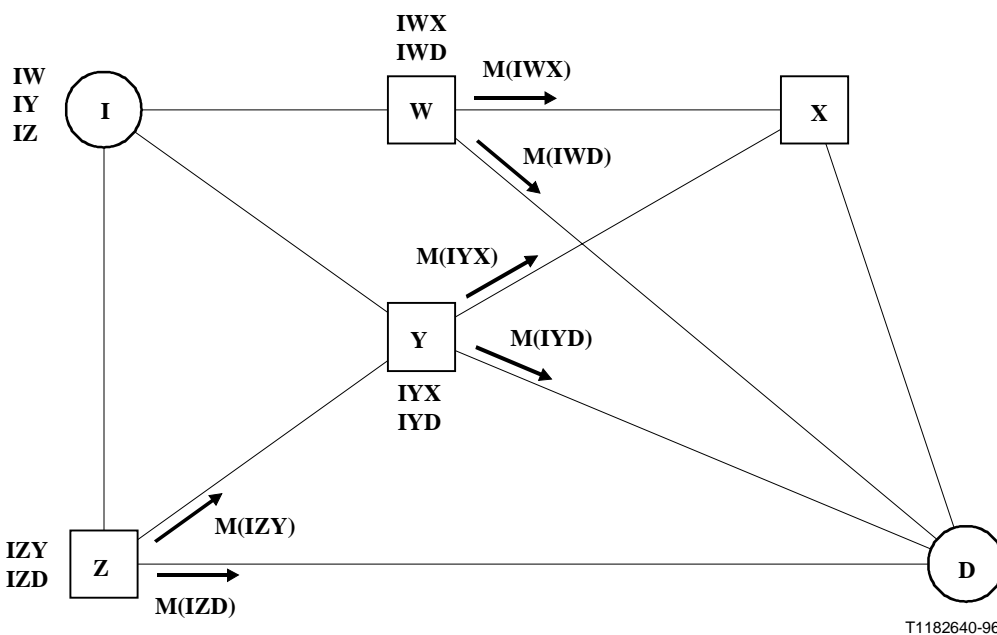 IWX
IWD
IW
IY
IZ
I
W
M(IWX)
X
M(IWD)
M(IYX)
Y
M(IYD)
IYX
IYD
M(IZY)
IZY
IZD
Z
M(IZD)
D
T1182640-96